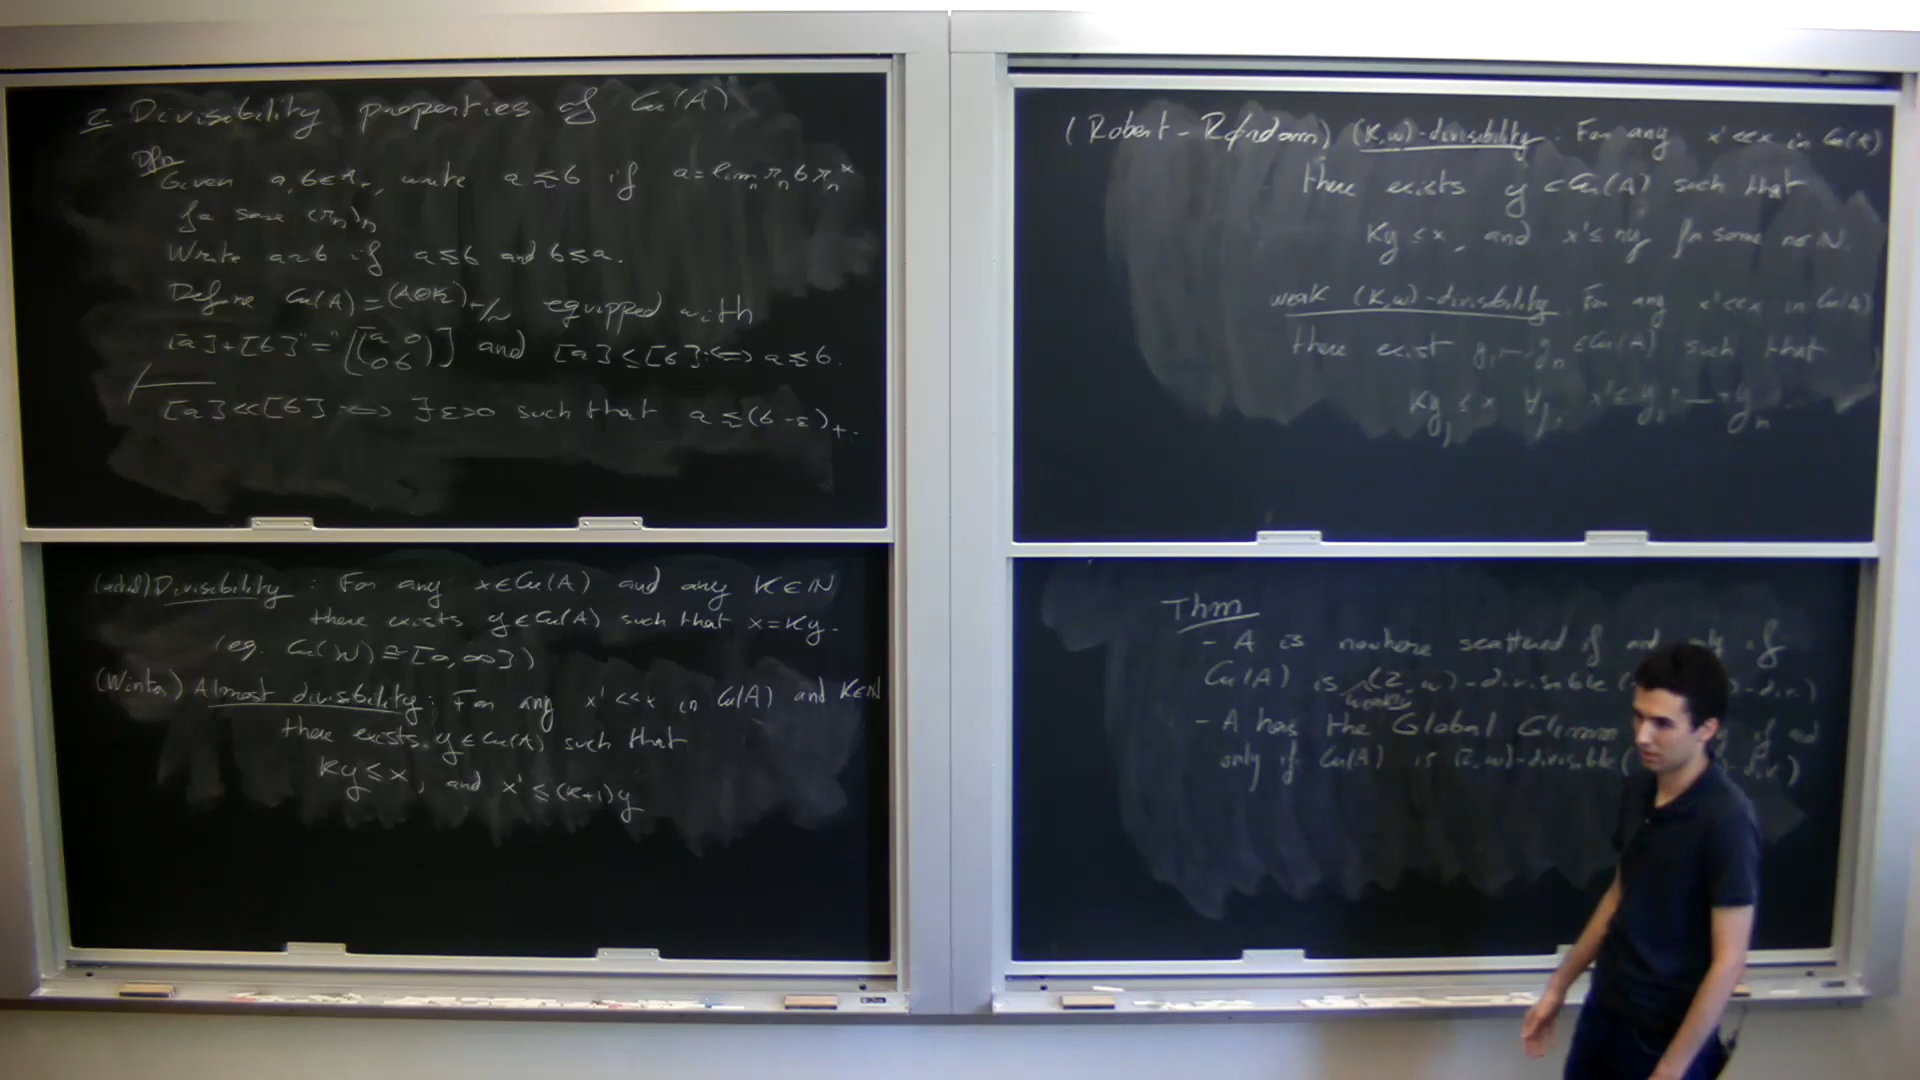 2. Divisibility properties of Cu(A)
Dfn
Given a, b ∈ A₊, write a ≲ b if a = limₙ rₙ b rₙ*
for some (rₙ)ₙ
Write a ~ b if a ≲ b and b ≲ a.
Define Cu(A) = (A⊗K)₊/~ equipped with
[a]+[b]"="[(a 0
0 b)] and [a] ≤ [b] :⟺ a ≲ b.
[a] << [b] ⟺ ∃ ε>0 such that a ≲ (b-ε)₊.
Divisibility : For any x ∈ Cu(A) and any K ∈ ℕ
there exists y ∈ Cu(A) such that x = Ky.
(eg. Cu(W) ≅ [0,∞])
(Winter) Almost divisibility : For any x' << x in Cu(A) and K ∈ ℕ
there exists y ∈ Cu(A) such that
Ky ≤ x, and x' ≤ (K+1)y
(Robert - Rørdam) (K,ω)-divisibility : For any x' << x in Cu(A)
there exists y ∈ Cu(A) such that
Ky ≤ x, and x' ≤ ny for some n ∈ ℕ.
weak (K,ω)-divisibility : For any x' << x in Cu(A)
there exist y₁,…,yₙ ∈ Cu(A) such that
Kyⱼ ≤ x ∀j, x' ≤ y₁+…+yₙ.
Thm
- A is nowhere scattered if and only if
Cu(A) is weakly (2,ω)-divisible ( -div.)
- A has the Global Glimm if and
only if Cu(A) is (2,ω)-divisible ( -div.)